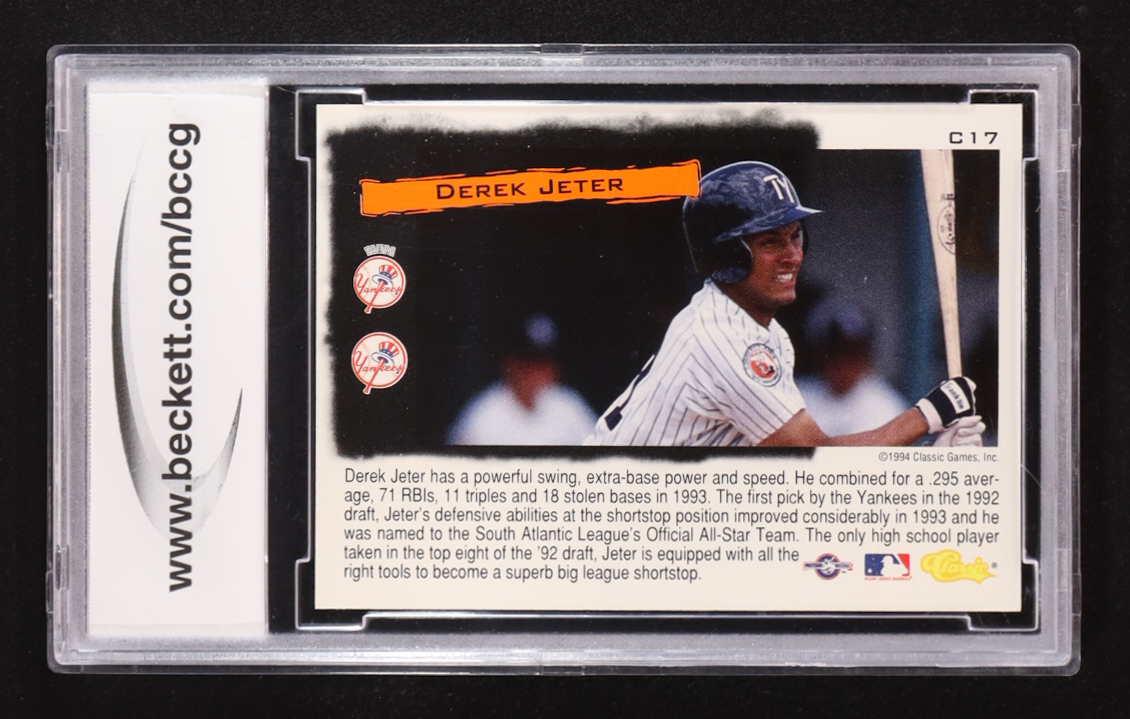 www.beckett.com/bccg
C17
DEREK JETER
TAMPA
Yankees
Yankees
TY
©1994 Classic Games, Inc.
Derek Jeter has a powerful swing, extra-base power and speed. He combined for a .295 aver-
age, 71 RBIs, 11 triples and 18 stolen bases in 1993. The first pick by the Yankees in the 1992
draft, Jeter's defensive abilities at the shortstop position improved considerably in 1993 and he
was named to the South Atlantic League's Official All-Star Team. The only high school player
taken in the top eight of the '92 draft, Jeter is equipped with all the
right tools to become a superb big league shortstop.
Classic®